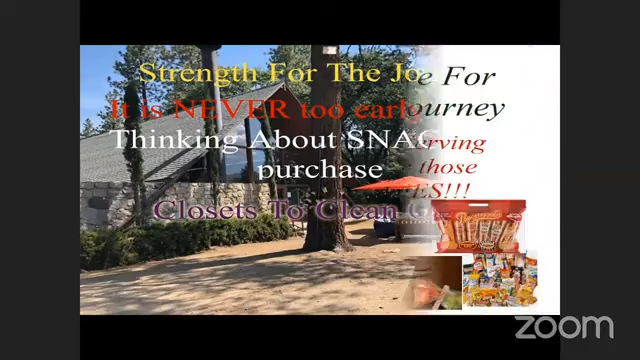 Strength For The Jo
e For
It is NEVER too early
ourney
Thinking About SNAC
rving
purchase
those
ES!!!
Closets To Clean
zoom